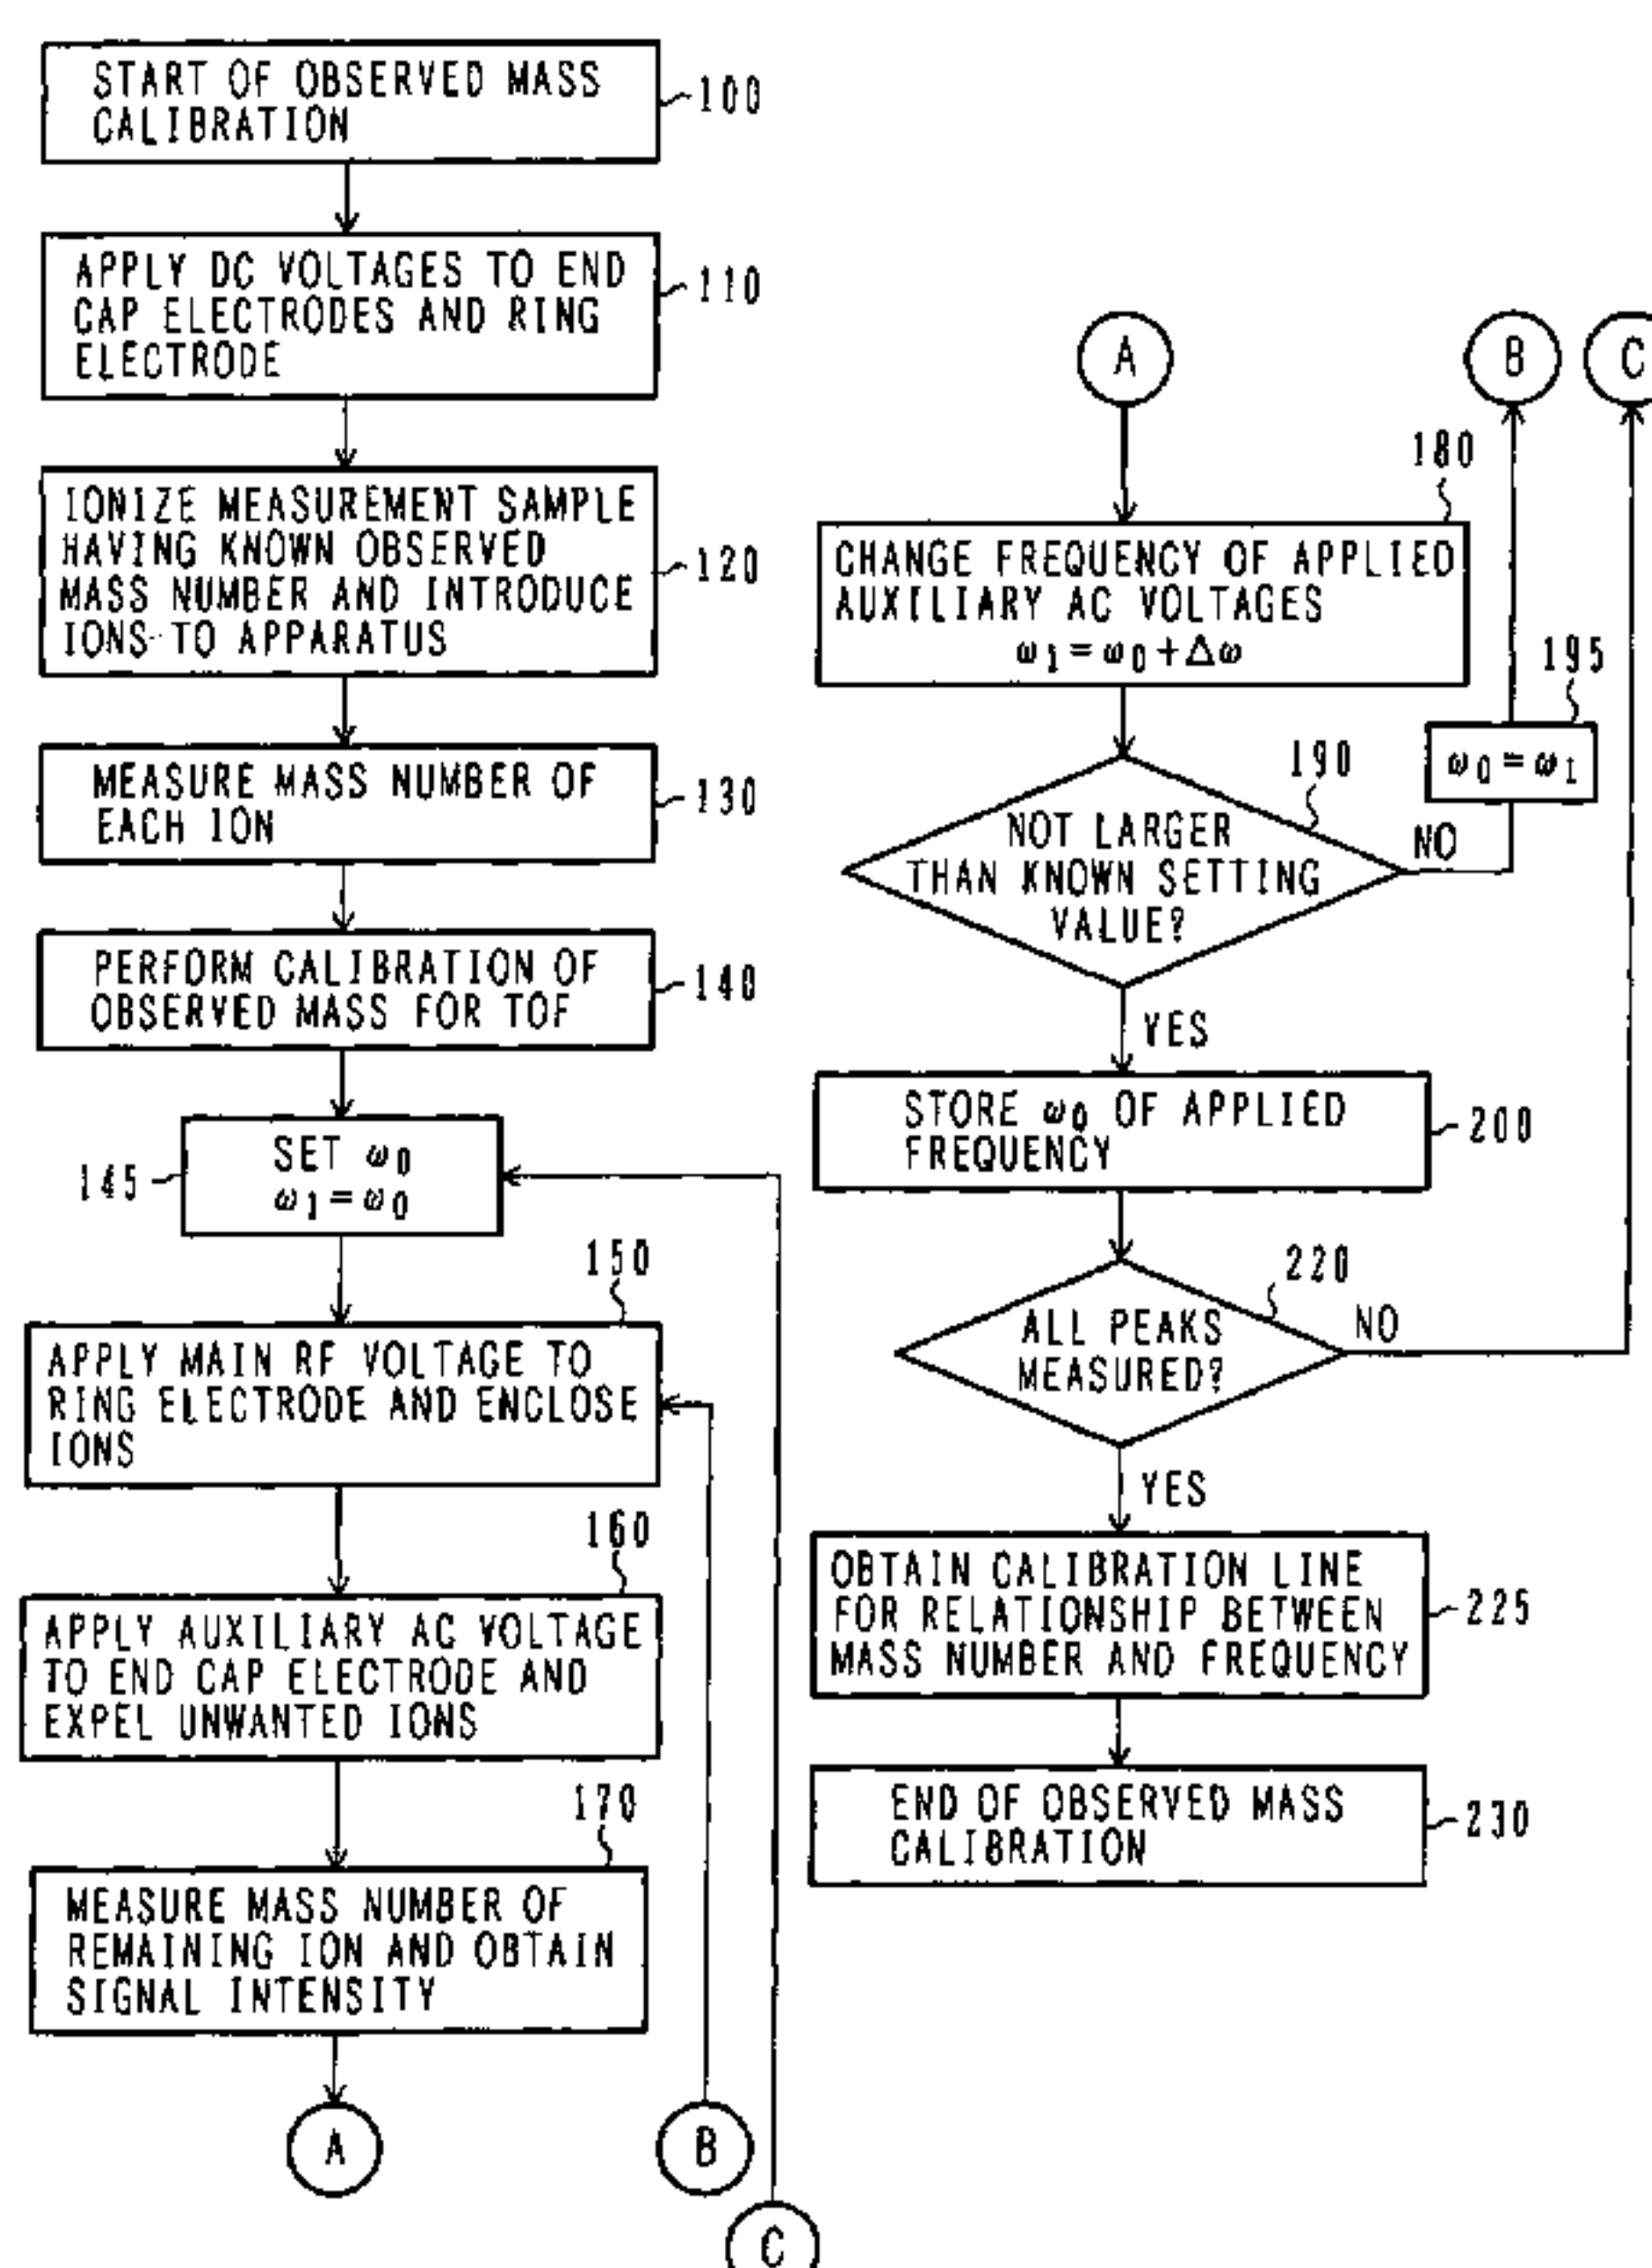 START OF OBSERVED MASS
CALIBRATION
100
APPLY DC VOLTAGES TO END
CAP ELECTRODES AND RING
ELECTRODE
110
IONIZE MEASUREMENT SAMPLE
HAVING KNOWN OBSERVED
MASS NUMBER AND INTRODUCE
IONS TO APPARATUS
120
MEASURE MASS NUMBER OF
EACH ION
130
PERFORM CALIBRATION OF
OBSERVED MASS FOR TOF
140
SET ω0
ω1=ω0
145
150
APPLY MAIN RF VOLTAGE TO
RING ELECTRODE AND ENCLOSE
IONS
160
APPLY AUXILIARY AC VOLTAGE
TO END CAP ELECTRODE AND
EXPEL UNWANTED IONS
170
MEASURE MASS NUMBER OF
REMAINING ION AND OBTAIN
SIGNAL INTENSITY
A
B
C
A
B
C
180
CHANGE FREQUENCY OF APPLIED
AUXILIARY AC VOLTAGES
ω1=ω0+Δω
195
ω0=ω1
190
NOT LARGER
THAN KNOWN SETTING
VALUE?
NO
YES
STORE ω0 OF APPLIED
FREQUENCY
200
220
ALL PEAKS
MEASURED?
NO
YES
OBTAIN CALIBRATION LINE
FOR RELATIONSHIP BETWEEN
MASS NUMBER AND FREQUENCY
225
END OF OBSERVED MASS
CALIBRATION
230